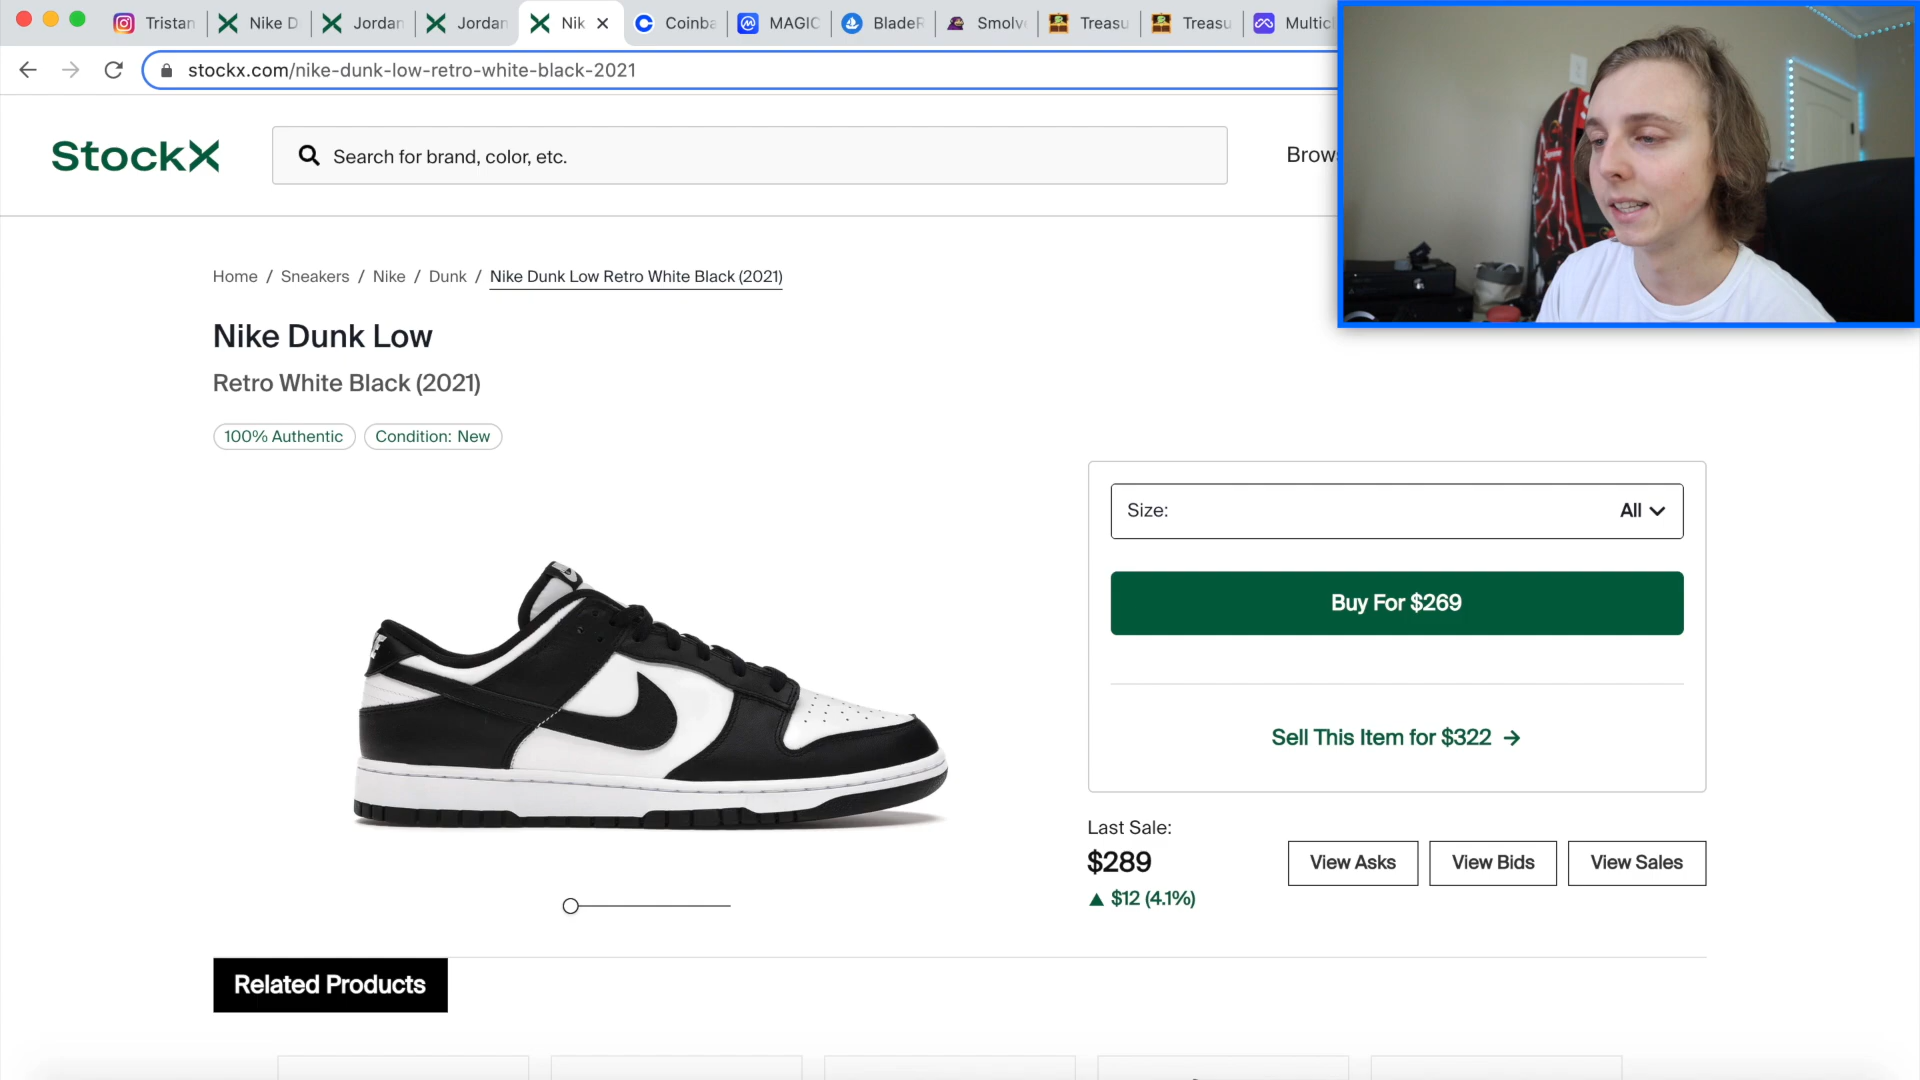 Tristan
Nike D
Jordan
Jordan
Nik
Coinba
MAGIC
BladeR
Smolve
Treasu
Treasu
Multic
stockx.com/nike-dunk-low-retro-white-black-2021
StockX
Search for brand, color, etc.
Brows
Home / Sneakers / Nike / Dunk / Nike Dunk Low Retro White Black (2021)
Nike Dunk Low
Retro White Black (2021)
100% Authentic
Condition: New
Size:
All
Buy For $269
Sell This Item for $322 →
Last Sale:
$289
▲ $12 (4.1%)
View Asks
View Bids
View Sales
Related Products